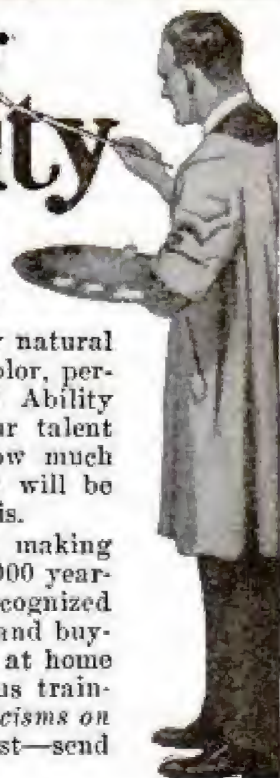 ity
r natural
olor, per-
Ability
ur talent
ow much
will be
is.
making
000 year-
cognized
and buy-
at home
us train-
cisms on
st—send